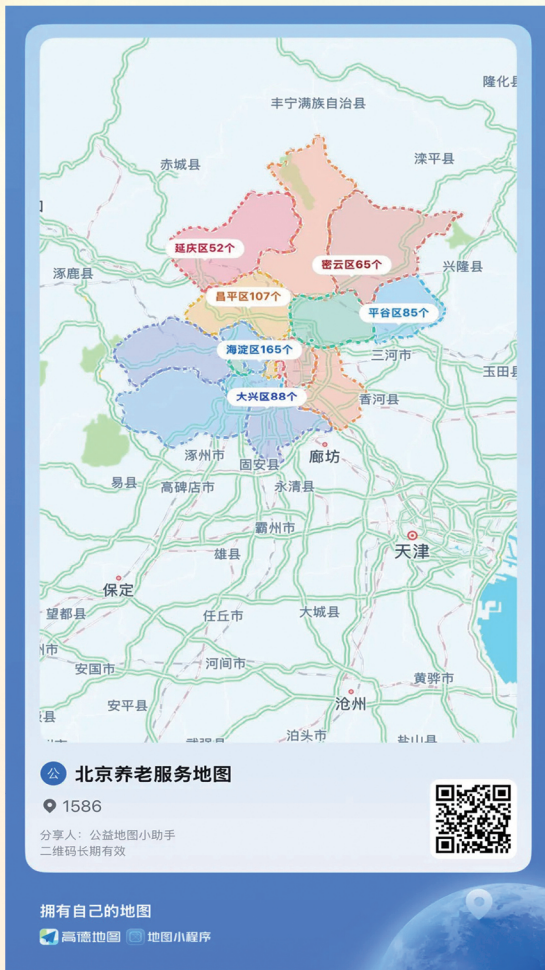 隆化县
丰宁满族自治县
滦平县
赤城县
延庆区52个
密云区65个
兴隆县
涿鹿县
昌平区107个
平谷区85个
海淀区165个
三河市
玉田县
大兴区88个
香河县
涿州市
固安县
廊坊
易县
高碑店市
永清县
霸州市
天津
雄县
保定
望都县
任丘市
大城县
河间市
安国市
黄骅市
安平县
沧州
泊头市
盐山县
公 北京养老服务地图
1586
分享人：公益地图小助手
二维码长期有效
拥有自己的地图
高德地图 地图小程序